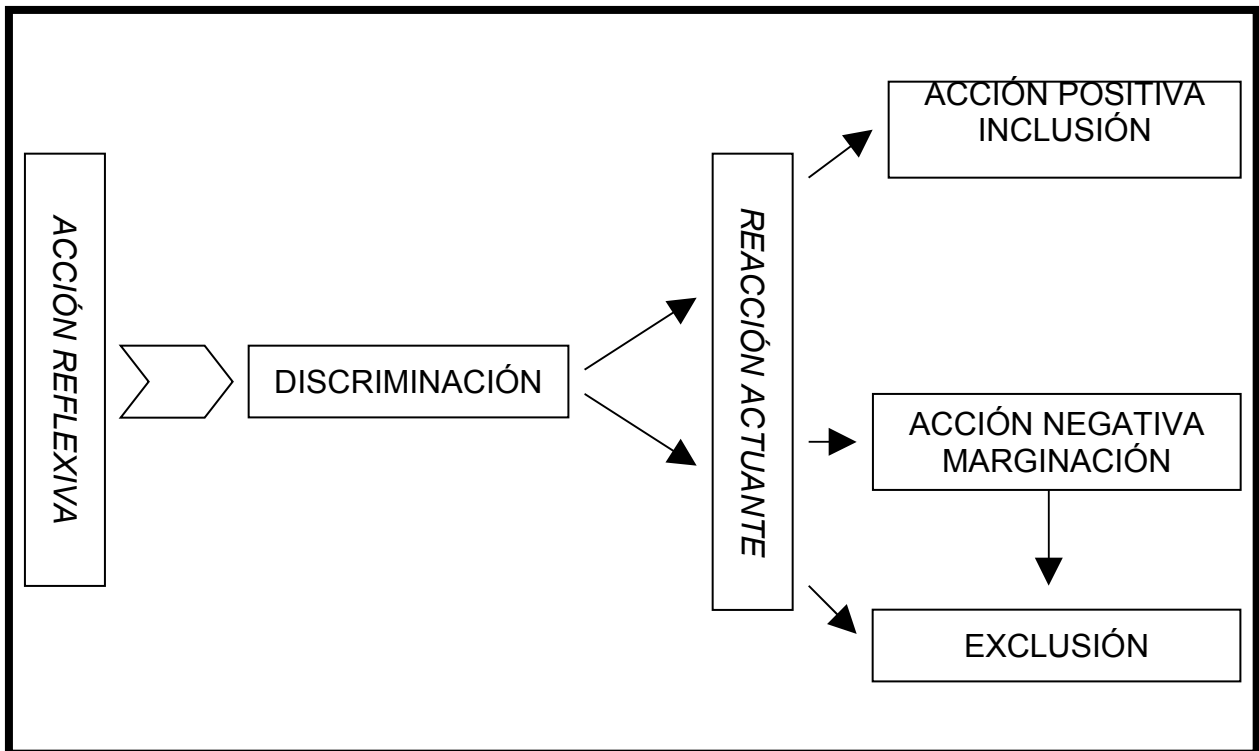 ACCIÓN REFLEXIVA
DISCRIMINACIÓN
REACCIÓN ACTUANTE
ACCIÓN POSITIVA
INCLUSIÓN
ACCIÓN NEGATIVA
MARGINACIÓN
EXCLUSIÓN